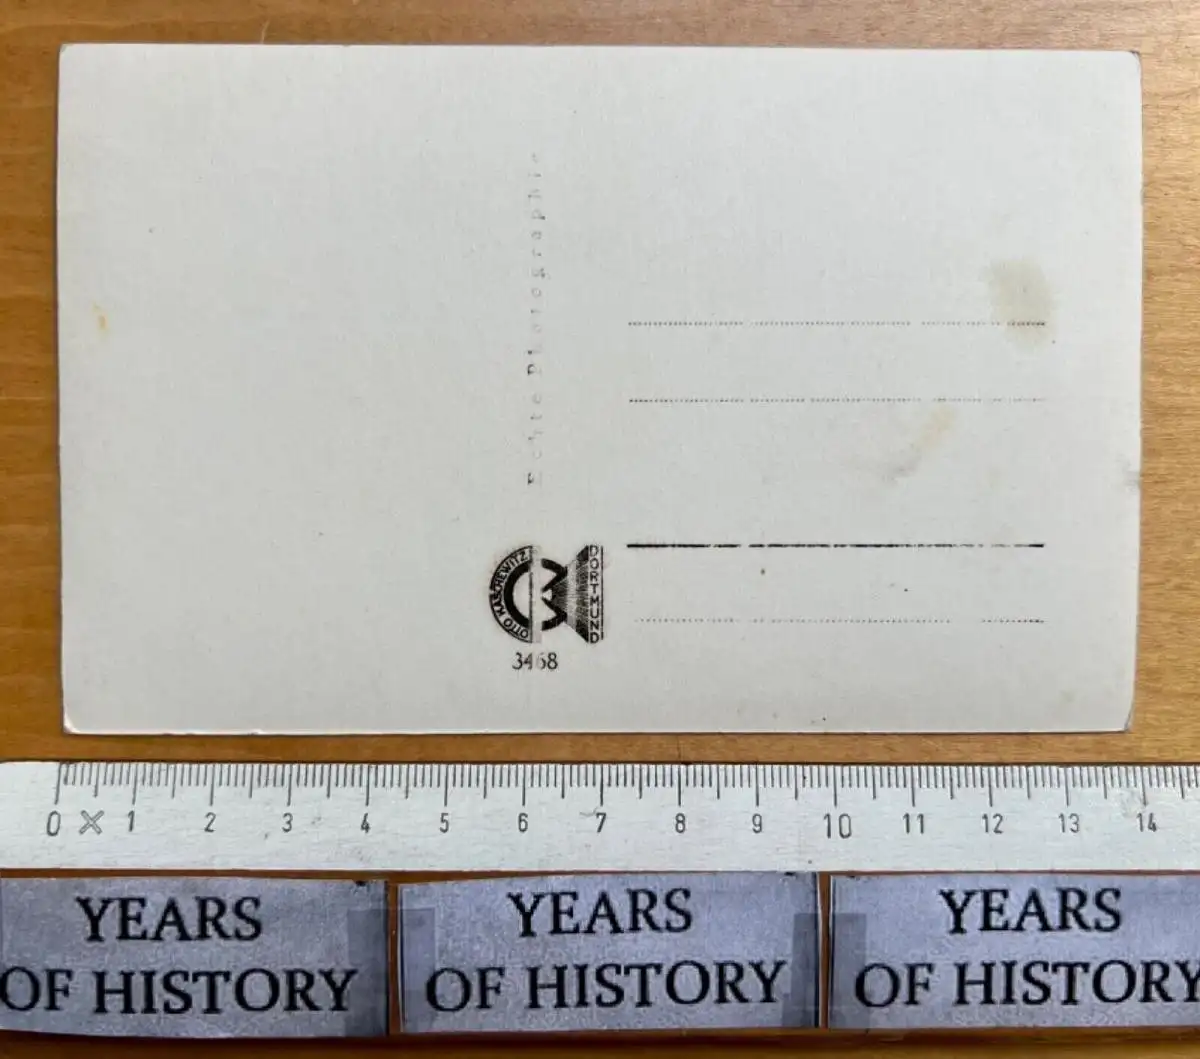 Echte Photographie
OTTO MASCHEWITZ
DORTMUND
3468
0 1 2 3 4 5 6 7 8 9 10 11 12 13 14
YEARS
OF HISTORY
YEARS
OF HISTORY
YEARS
OF HISTORY